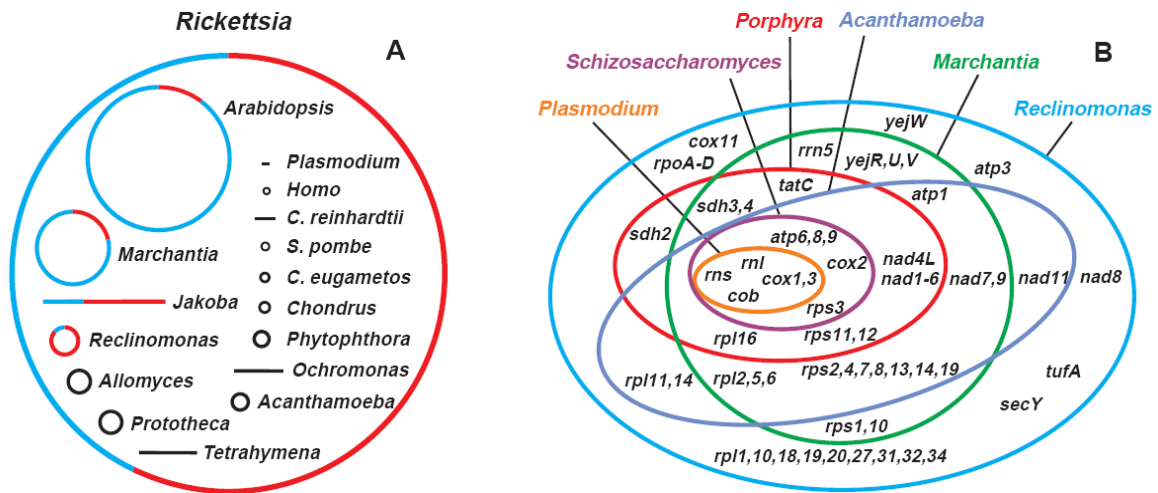 Rickettsia
A
Arabidopsis
Plasmodium
Homo
C. reinhardtii
S. pombe
Marchantia
C. eugametos
Jakoba
Chondrus
Reclinomonas
Phytophthora
Ochromonas
Allomyces
Acanthamoeba
Prototheca
Tetrahymena
Porphyra
Acanthamoeba
B
Schizosaccharomyces
Marchantia
Plasmodium
Reclinomonas
yejW
cox11
rrn5
rpoA-D
yejR,U,V
atp3
tatC
atp1
sdh3,4
sdh2
atp6,8,9
rnl
cox2
nad4L
rns
cox1,3
nad1-6
nad7,9
nad11
nad8
cob
rps3
rpl16
rps11,12
rpl11,14
rpl2,5,6
rps2,4,7,8,13,14,19
tufA
secY
rps1,10
rpl1,10,18,19,20,27,31,32,34